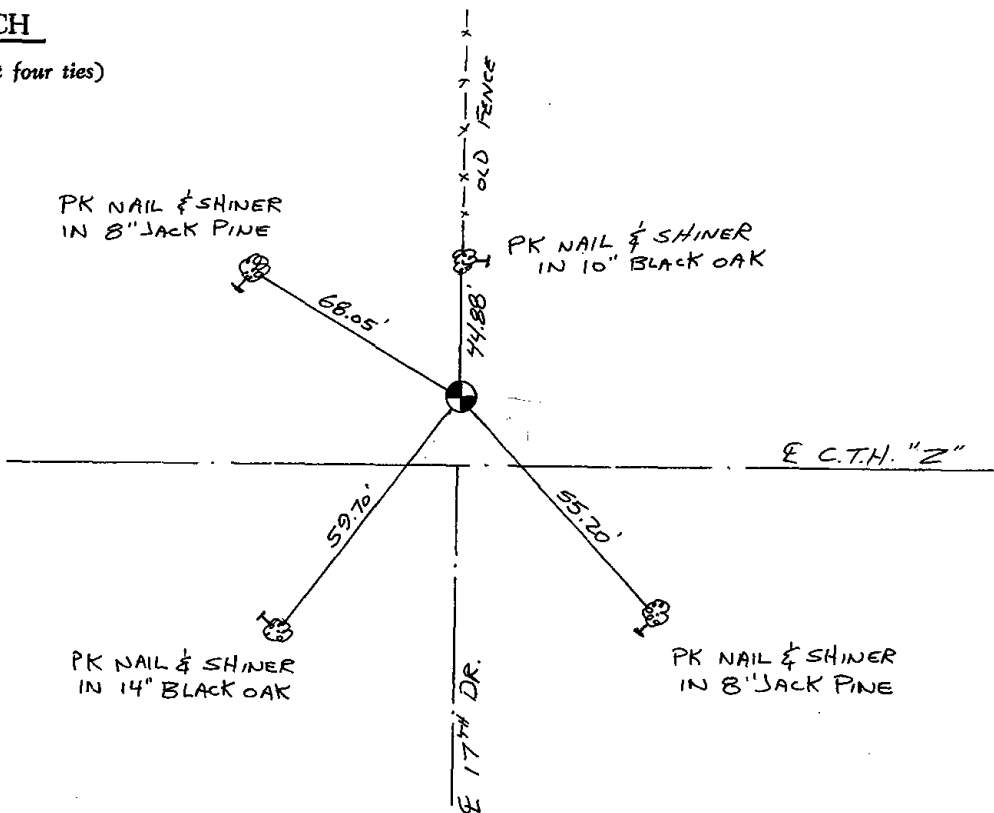 CH
four ties)
OLD FENCE
PK NAIL & SHINER
IN 8" JACK PINE
PK NAIL & SHINER
IN 10" BLACK OAK
68.05'
44.88'
℄ C.T.H. "Z"
59.70'
55.20'
PK NAIL & SHINER
IN 14" BLACK OAK
PK NAIL & SHINER
IN 8" JACK PINE
℄ 17TH DR.